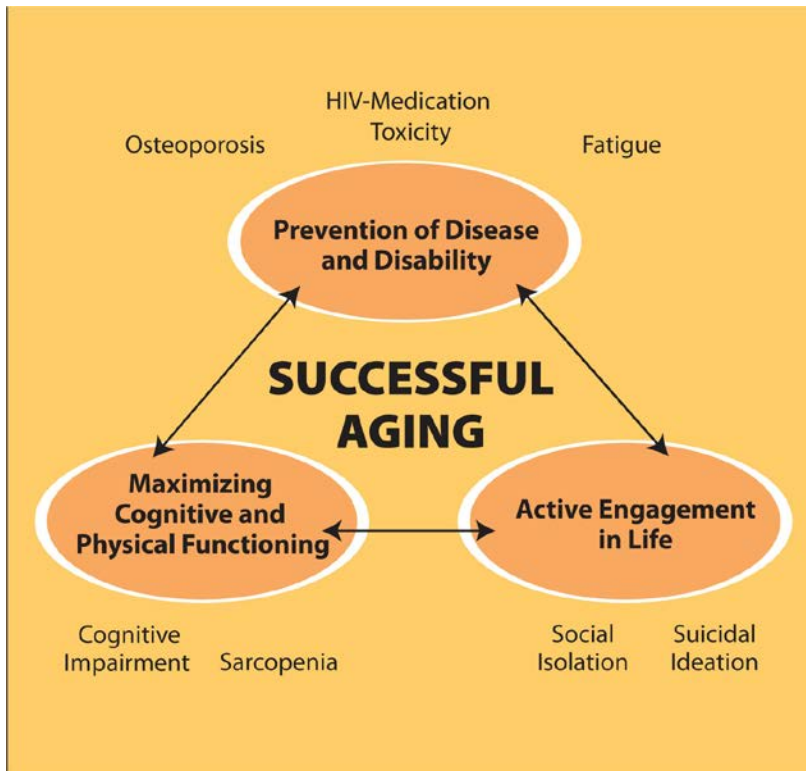 HIV-Medication
Toxicity
Osteoporosis
Fatigue
Prevention of Disease
and Disability
SUCCESSFUL
AGING
Maximizing
Cognitive and
Physical Functioning
Active Engagement
in Life
Cognitive
Impairment
Sarcopenia
Social
Isolation
Suicidal
Ideation